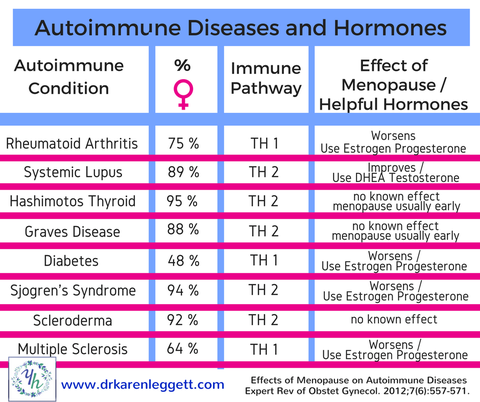 Autoimmune Diseases and Hormones
Autoimmune Condition
%
Immune Pathway
Effect of Menopause / Helpful Hormones
Rheumatoid Arthritis 75 % TH 1 Worsens Use Estrogen Progesterone
Systemic Lupus 89 % TH 2 Improves / Use DHEA Testosterone
Hashimotos Thyroid 95 % TH 2 no known effect menopause usually early
Graves Disease 88 % TH 2 no known effect menopause usually early
Diabetes 48 % TH 1 Worsens / Use Estrogen Progesterone
Sjogren's Syndrome 94 % TH 2 Worsens / Use Estrogen Progesterone
Scleroderma 92 % TH 2 no known effect
Multiple Sclerosis 64 % TH 1 Worsens / Use Estrogen Progesterone
yh
www.drkarenleggett.com
Effects of Menopause on Autoimmune Diseases
Expert Rev of Obstet Gynecol. 2012;7(6):557-571.